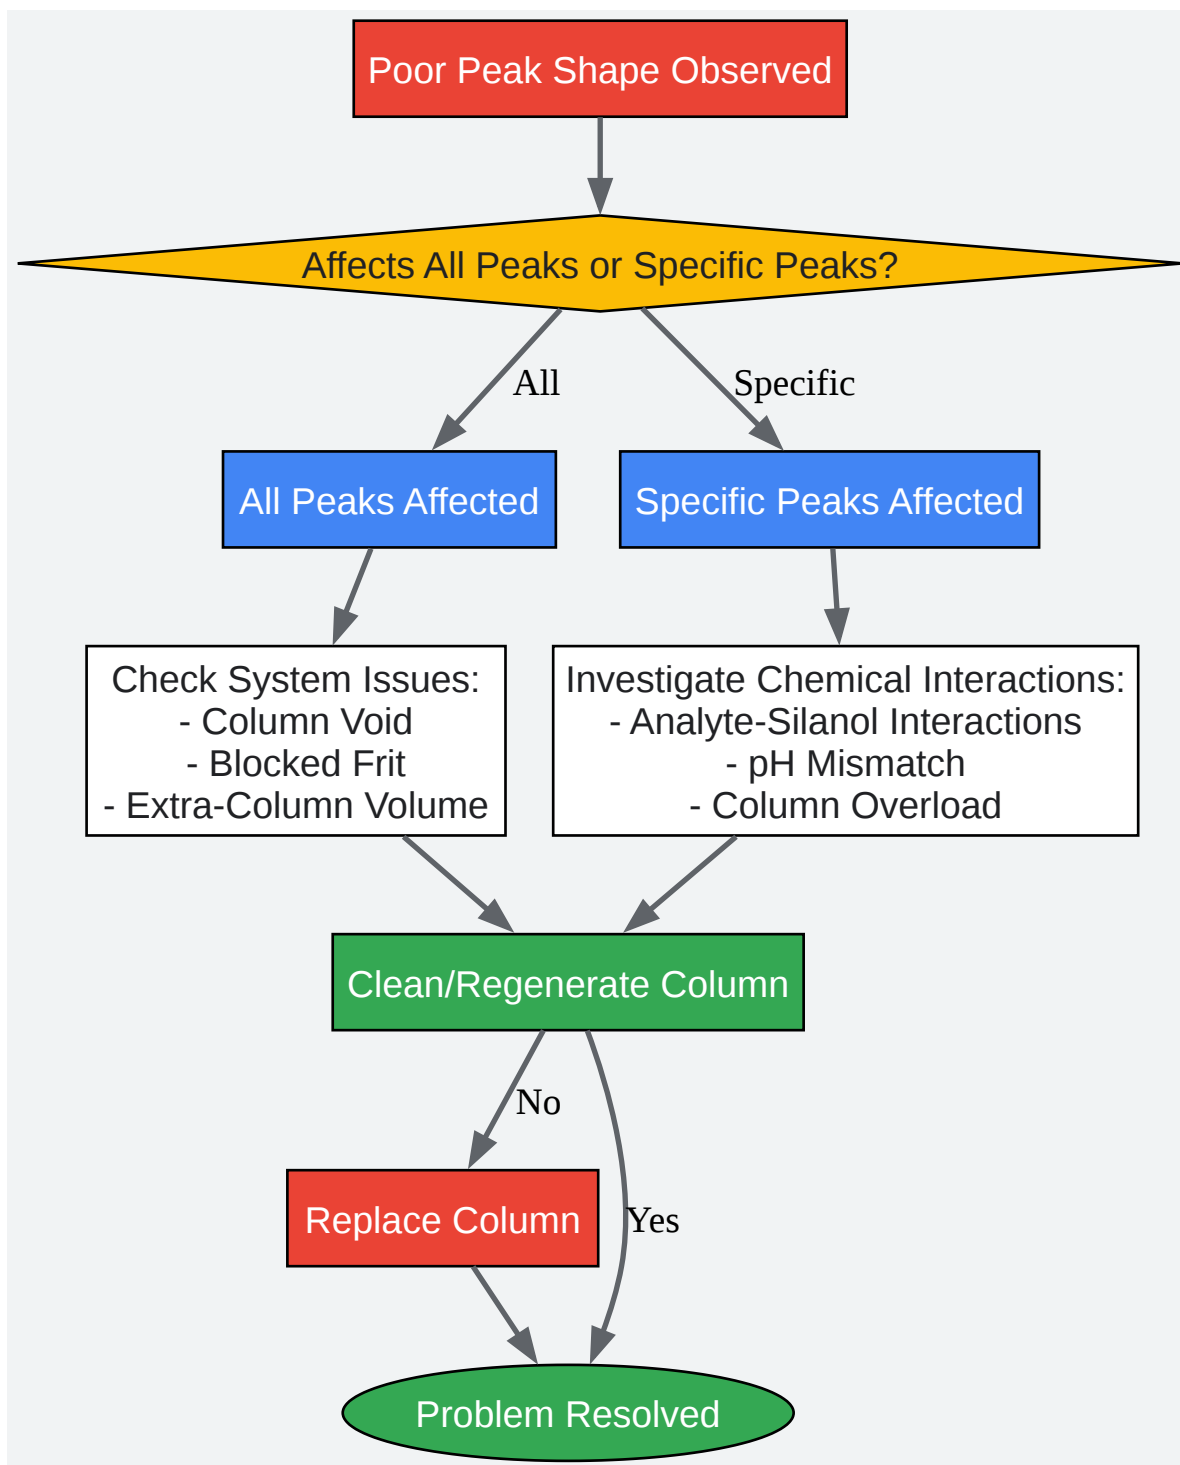 Poor Peak Shape Observed
Affects All Peaks or Specific Peaks?
All
Specific
All Peaks Affected
Specific Peaks Affected
Check System Issues:
- Column Void
- Blocked Frit
- Extra-Column Volume
Investigate Chemical Interactions:
- Analyte-Silanol Interactions
- pH Mismatch
- Column Overload
Clean/Regenerate Column
No
Replace Column
Yes
Problem Resolved